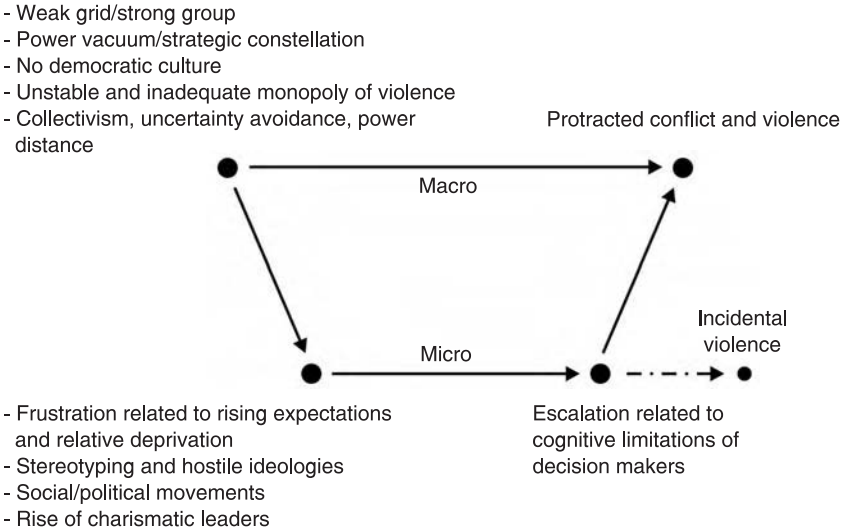 - Weak grid/strong group
- Power vacuum/strategic constellation
- No democratic culture
- Unstable and inadequate monopoly of violence
- Collectivism, uncertainty avoidance, power
distance
Protracted conflict and violence
Macro
Micro
Incidental
violence
- Frustration related to rising expectations
and relative deprivation
- Stereotyping and hostile ideologies
- Social/political movements
- Rise of charismatic leaders
Escalation related to
cognitive limitations of
decision makers